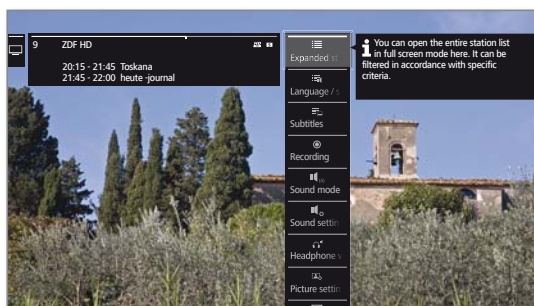 9 ZDF HD
20:15 - 21:45 Toskana
21:45 - 22:00 heute -journal
Expanded st
Language / s
Subtitles
Recording
Sound mode
Sound settin
Headphone v
Picture settin
You can open the entire station list
in full screen mode here. It can be
filtered in accordance with specific
criteria.